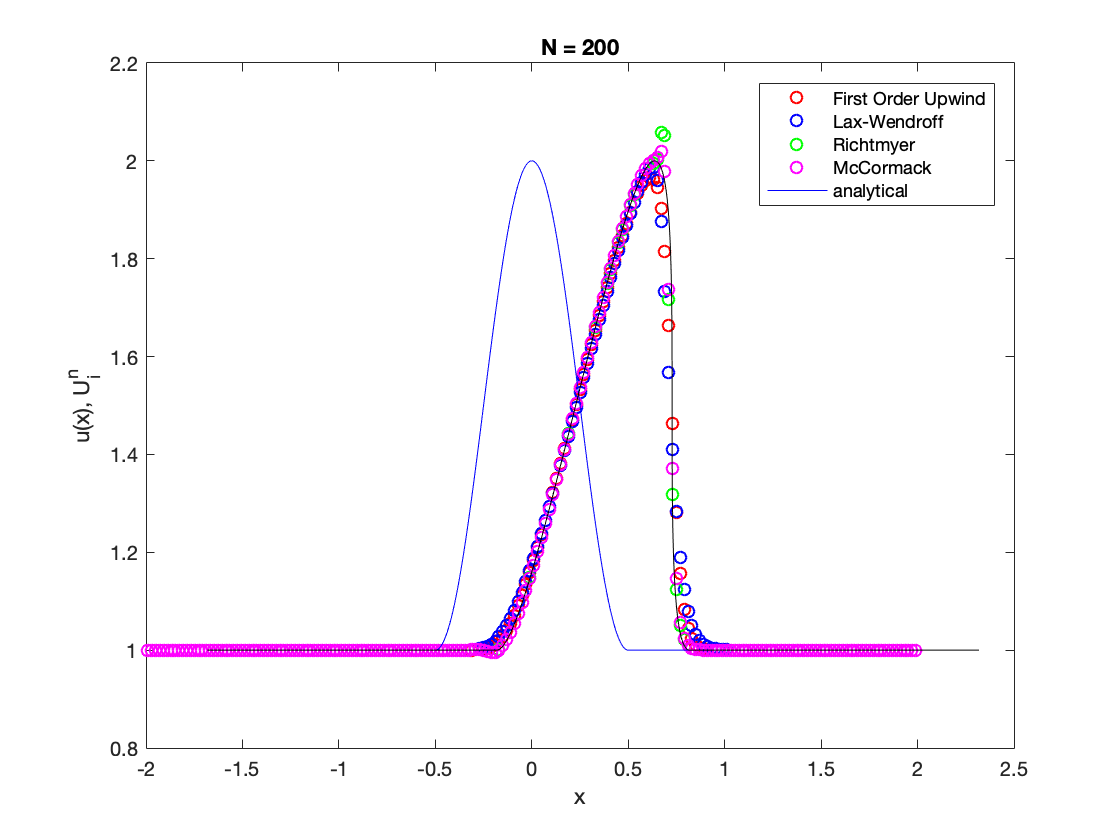 N = 200
2.2
2
1.8
1.6
1.4
1.2
1
0.8
u(x), U_i^n
First Order Upwind
Lax-Wendroff
Richtmyer
McCormack
analytical
-2 -1.5 -1 -0.5 0 0.5 1 1.5 2 2.5
x